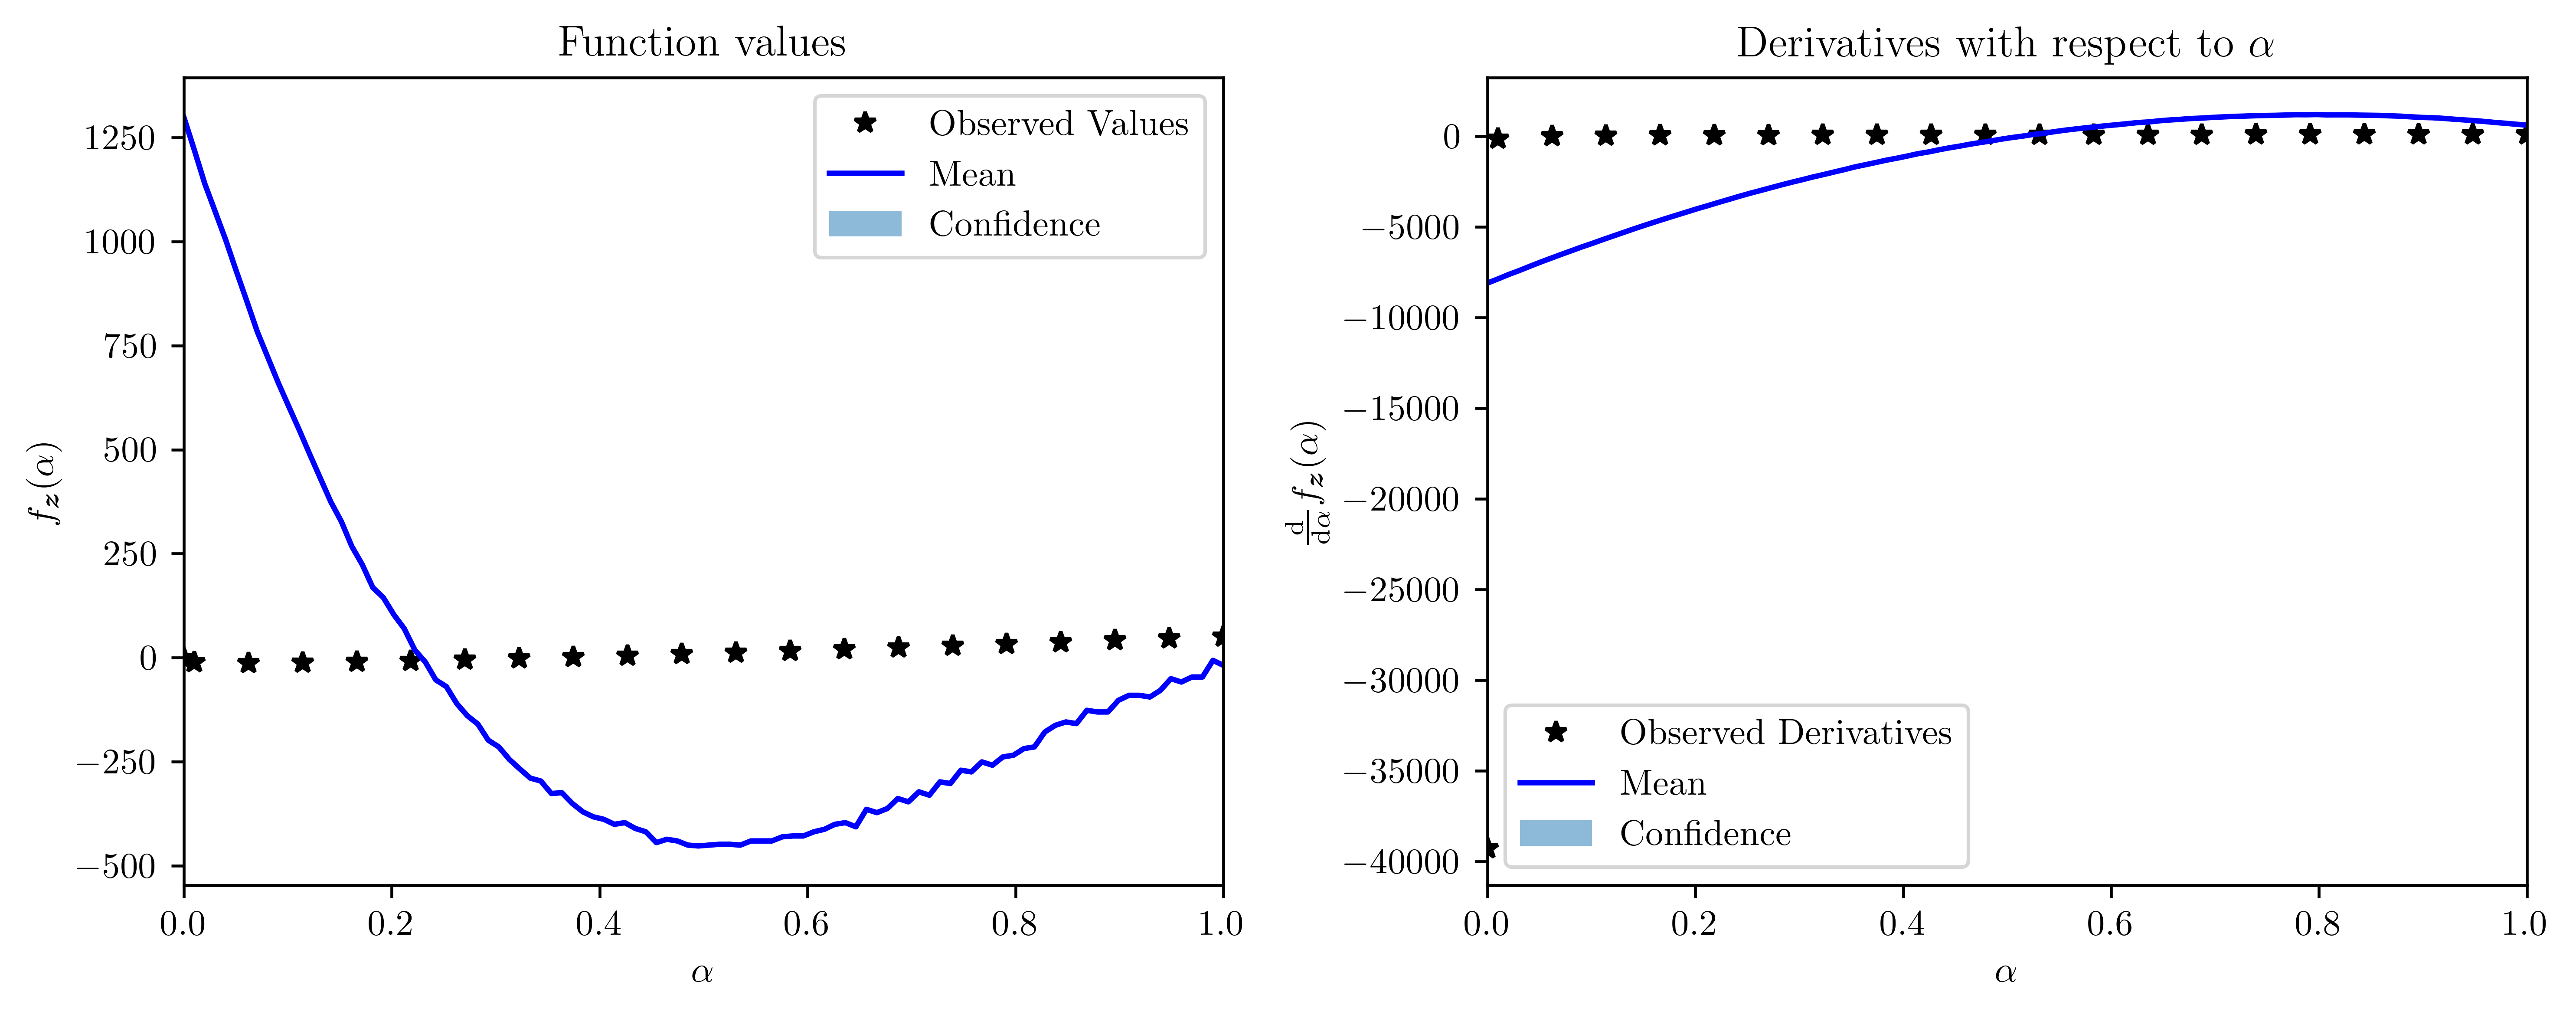 Function values
1250
1000
750
500
250
0
−250
−500
f_z(α)
0.0 0.2 0.4 0.6 0.8 1.0
α
Observed Values
Mean
Confidence
Derivatives with respect to α
0
−5000
−10000
−15000
−20000
−25000
−30000
−35000
−40000
d/dα f_z(α)
0.0 0.2 0.4 0.6 0.8 1.0
α
Observed Derivatives
Mean
Confidence